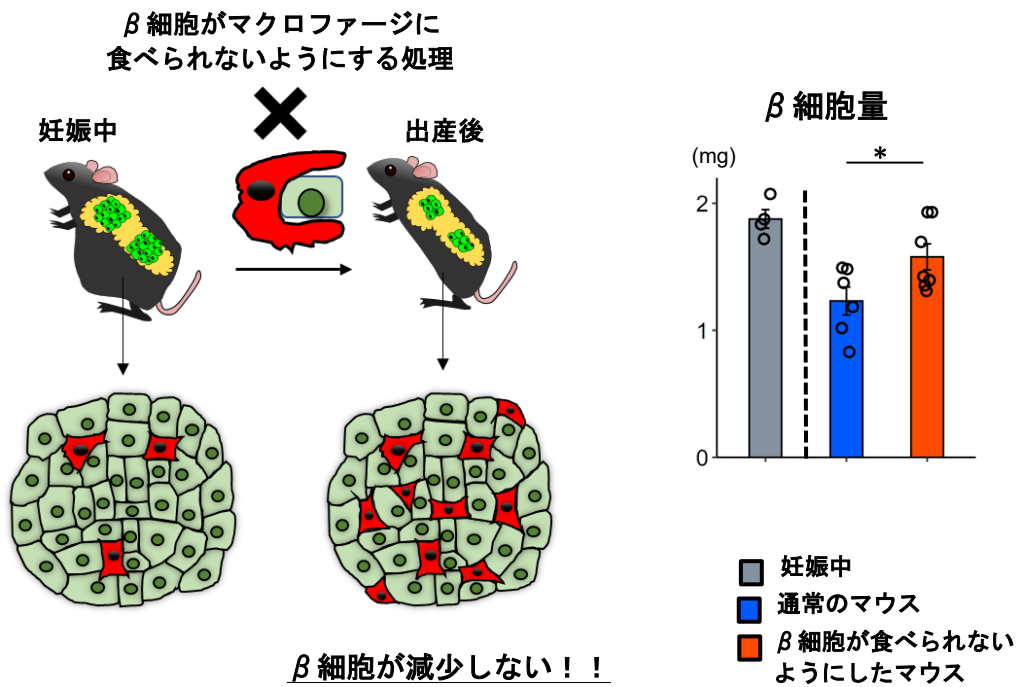 β細胞がマクロファージに
食べられないようにする処理
妊娠中
出産後
β細胞が減少しない！！
β細胞量
(mg)
*
2
1
0
妊娠中
通常のマウス
β細胞が食べられない
ようにしたマウス